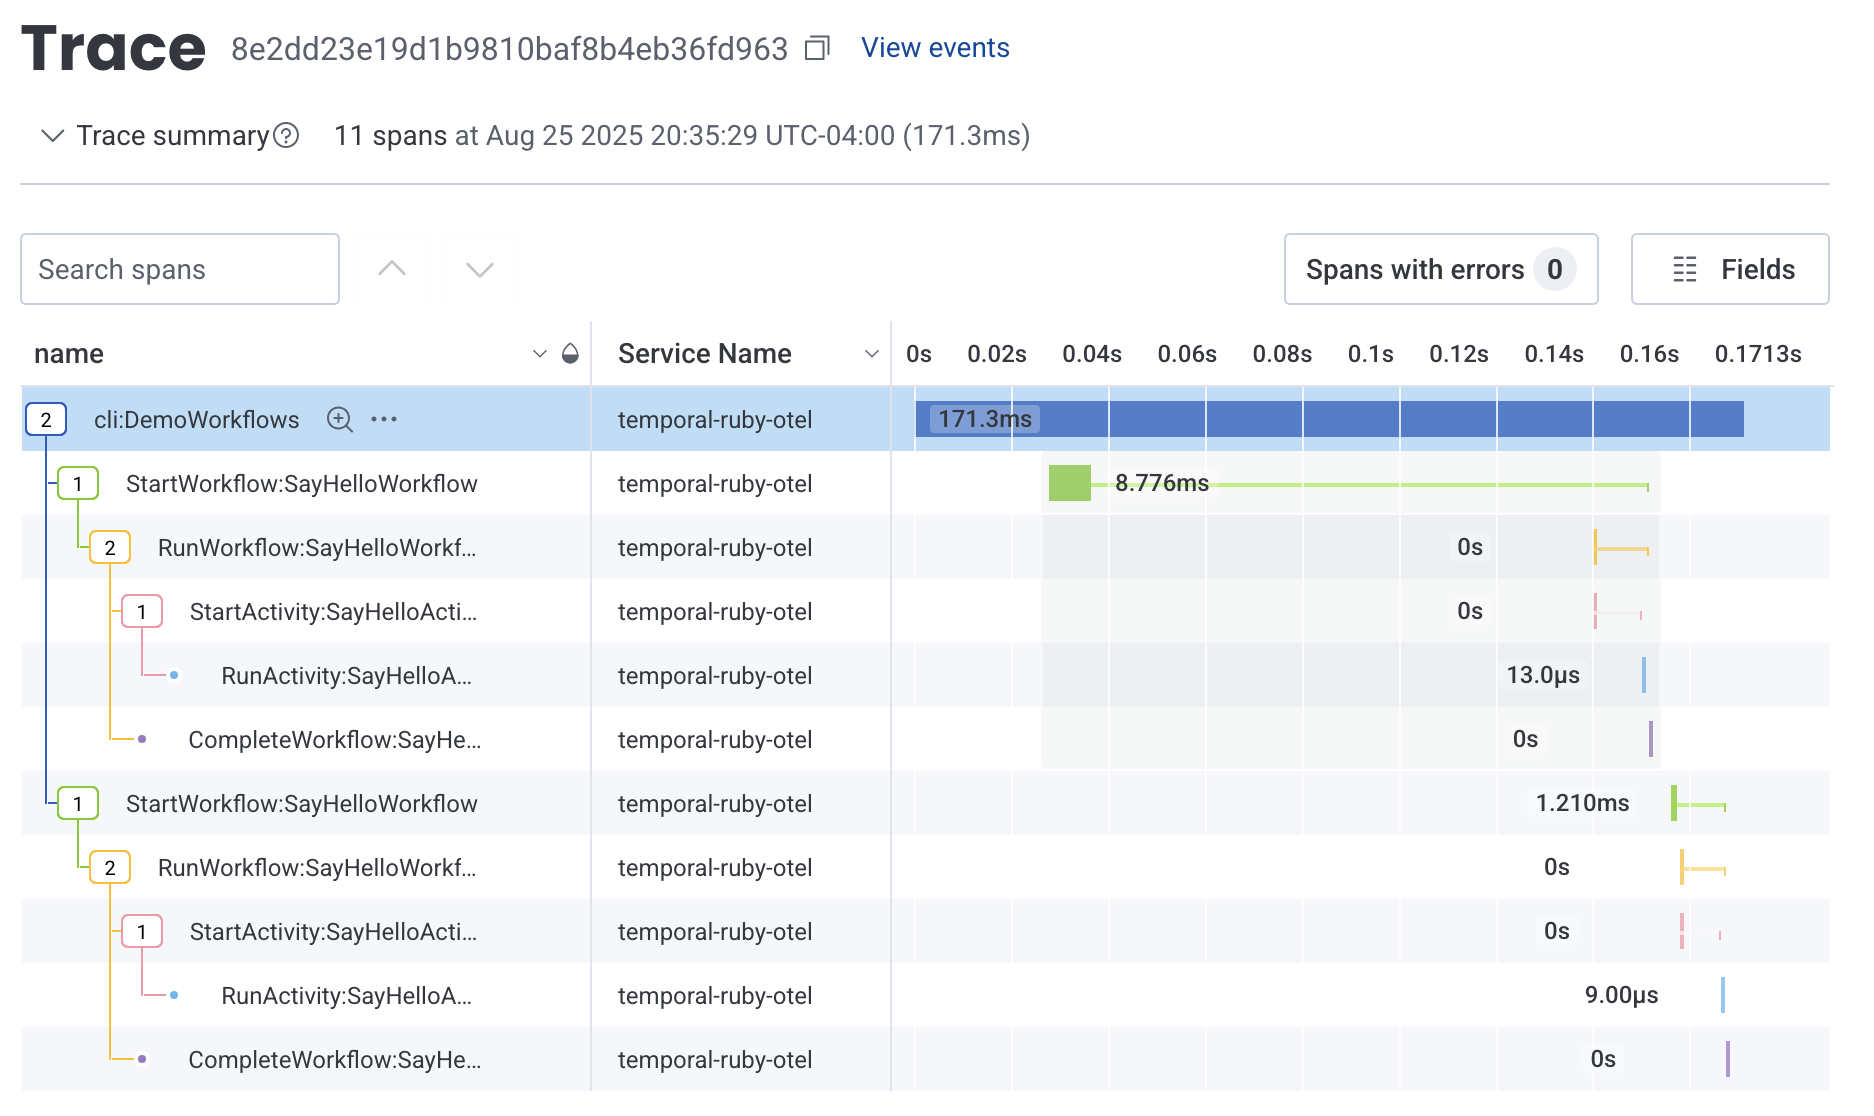 Trace 8e2dd23e19d1b9810baf8b4eb36fd963 View events
Trace summary 11 spans at Aug 25 2025 20:35:29 UTC-04:00 (171.3ms)
Search spans Spans with errors 0 Fields
name Service Name 0s 0.02s 0.04s 0.06s 0.08s 0.1s 0.12s 0.14s 0.16s 0.1713s
2 cli:DemoWorkflows temporal-ruby-otel 171.3ms
1 StartWorkflow:SayHelloWorkflow temporal-ruby-otel 8.776ms
2 RunWorkflow:SayHelloWorkf... temporal-ruby-otel 0s
1 StartActivity:SayHelloActi... temporal-ruby-otel 0s
RunActivity:SayHelloA... temporal-ruby-otel 13.0μs
CompleteWorkflow:SayHe... temporal-ruby-otel 0s
1 StartWorkflow:SayHelloWorkflow temporal-ruby-otel 1.210ms
2 RunWorkflow:SayHelloWorkf... temporal-ruby-otel 0s
1 StartActivity:SayHelloActi... temporal-ruby-otel 0s
RunActivity:SayHelloA... temporal-ruby-otel 9.00μs
CompleteWorkflow:SayHe... temporal-ruby-otel 0s